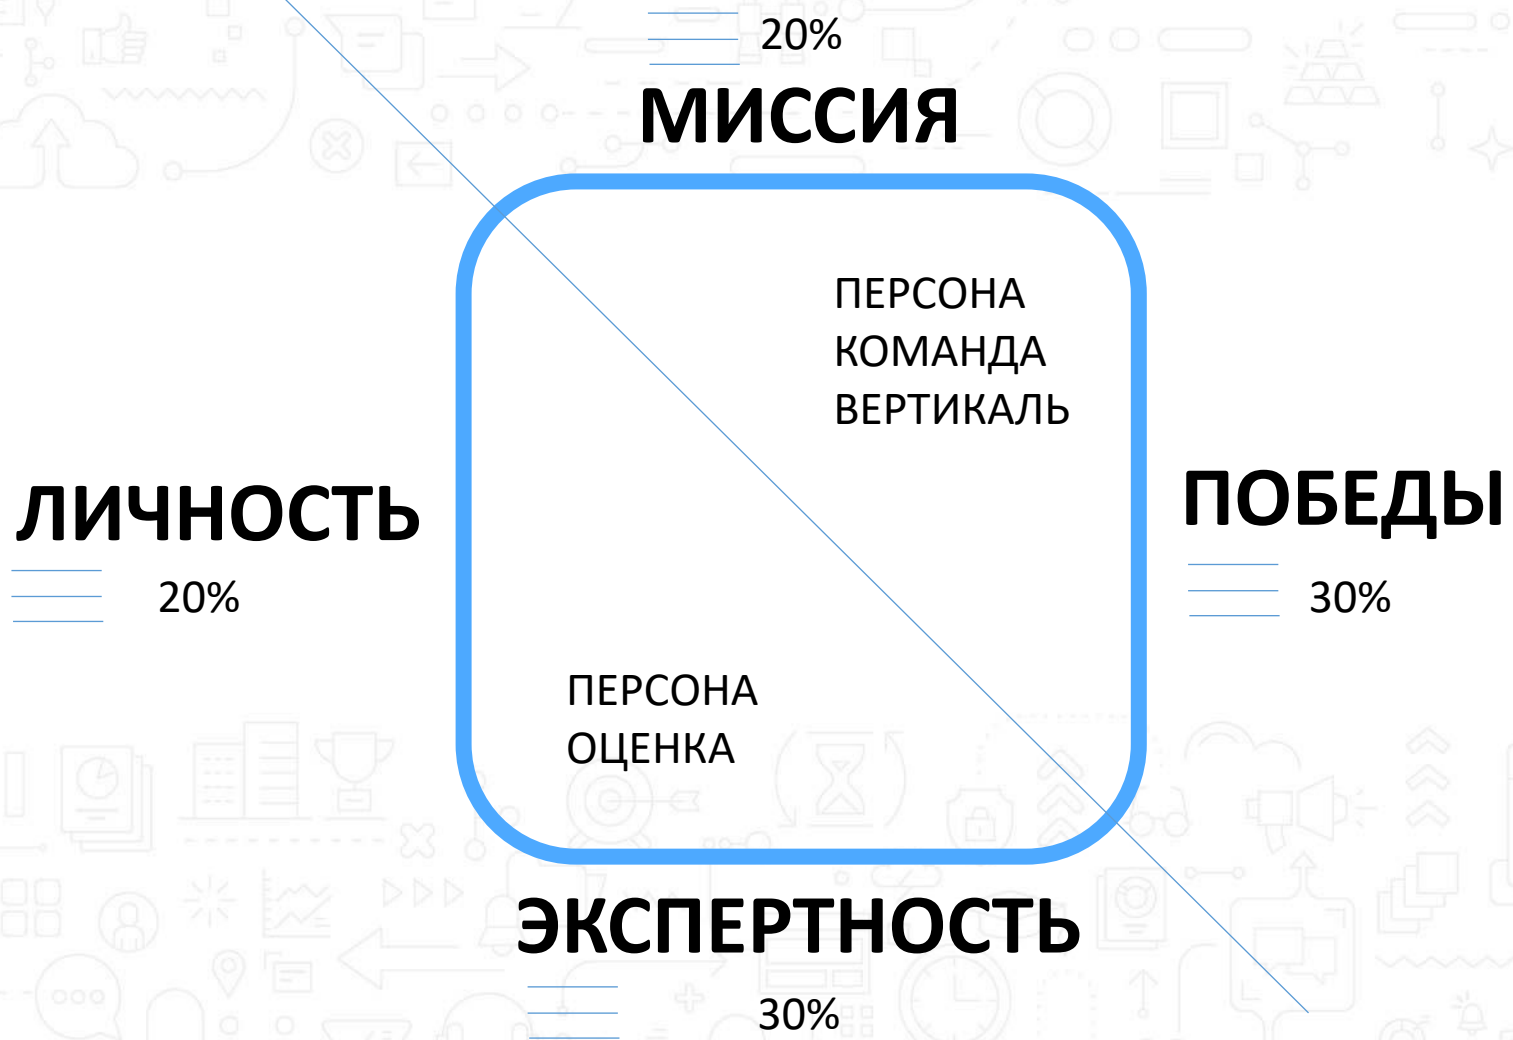 20%
МИССИЯ
ПЕРСОНА
КОМАНДА
ВЕРТИКАЛЬ
ЛИЧНОСТЬ
20%
ПОБЕДЫ
30%
ПЕРСОНА
ОЦЕНКА
ЭКСПЕРТНОСТЬ
30%